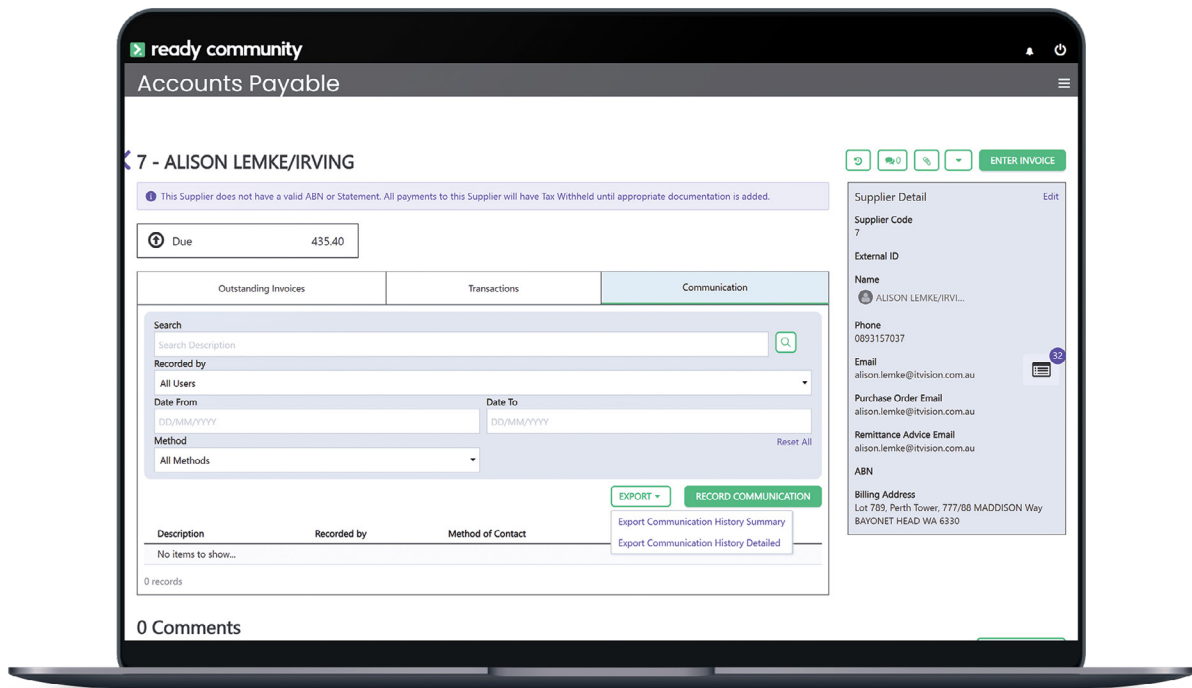 ready community
Accounts Payable
7 - ALISON LEMKE/IRVING
0
ENTER INVOICE
This Supplier does not have a valid ABN or Statement. All payments to this Supplier will have Tax Withheld until appropriate documentation is added.
Due 435.40
Outstanding Invoices Transactions Communication
Search
Search Description
Recorded by
All Users
Date From Date To
DD/MM/YYYY DD/MM/YYYY
Method Reset All
All Methods
EXPORT RECORD COMMUNICATION
Export Communication History Summary
Export Communication History Detailed
Description Recorded by Method of Contact
No items to show...
0 records
0 Comments
Supplier Detail Edit
Supplier Code
7
External ID
Name
ALISON LEMKE/IRVI...
Phone
0893157037
Email
alison.lemke@itvision.com.au
32
Purchase Order Email
alison.lemke@itvision.com.au
Remittance Advice Email
alison.lemke@itvision.com.au
ABN
Billing Address
Lot 789, Perth Tower, 777/88 MADDISON Way
BAYONET HEAD WA 6330